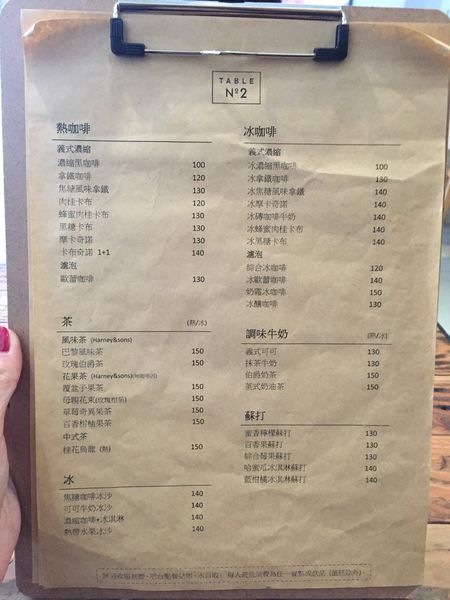 TABLE
Nº2
熱咖啡
義式濃縮
濃縮黑咖啡 100
拿鐵咖啡 120
焦糖風味拿鐵 130
肉桂卡布 120
蜂蜜肉桂卡布 130
黑糖卡布 130
摩卡奇諾 130
卡布奇諾 1+1 140
濾泡
歐蕾咖啡 130
茶 (熱/冰)
風味茶 (Harney&sons)
巴黎風味茶 150
玫瑰伯爵茶 150
花果茶 (Harney&sons)(無咖啡因)
覆盆子果茶 150
母親花束(玫瑰柑菊) 150
草莓奇異果茶 150
百香柑柚果茶 150
中式茶
桂花烏龍 (熱) 150
冰
焦糖咖啡冰沙 140
可可牛奶冰沙 140
濃縮咖啡+冰淇淋 140
熱帶水果冰沙 140
冰咖啡
義式濃縮
冰濃縮黑咖啡 100
冰拿鐵咖啡 130
冰焦糖風味拿鐵 140
冰摩卡奇諾 140
冰磚咖啡牛奶 140
冰蜂蜜肉桂卡布 140
冰黑糖卡布 140
濾泡
綜合冰咖啡 120
冰歐蕾咖啡 140
奶霜冰咖啡 150
冰釀咖啡 130
調味牛奶 (熱/冰)
義式可可 130
抹茶牛奶 130
伯爵奶茶 150
英式奶油茶 150
蘇打
蜜香檸檬蘇打 130
百香果蘇打 130
綜合莓果蘇打 130
哈蜜瓜冰淇淋蘇打 140
藍柑橘冰淇淋蘇打 140